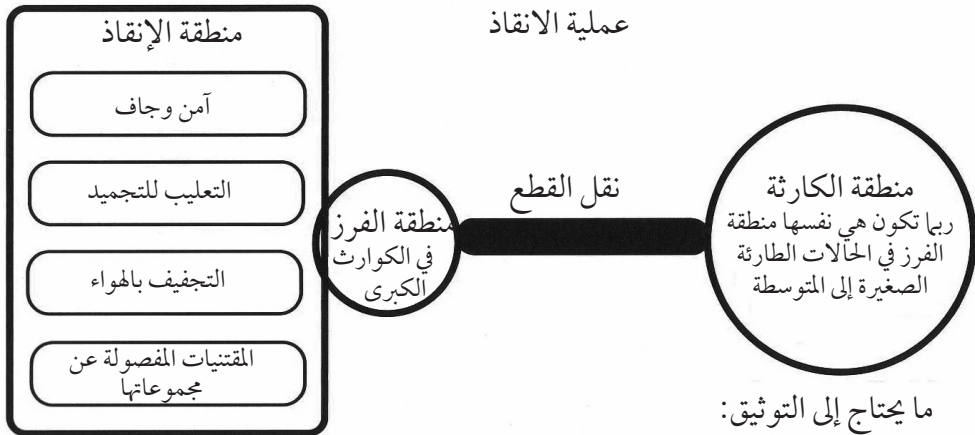 عملية الانقاذ
منطقة الكارثة
ربما تكون هي نفسها منطقة
الفرز في الحالات الطارئة
الصغيرة إلى المتوسطة
نقل القطع
منطقة الفرز
في الكوارث
الكبرى
منطقة الإنقاذ
آمن وجاف
التعليب للتجميد
التجفيف بالهواء
المقتنيات المفصولة عن
مجموعاتها
ما يحتاج إلى التوثيق: